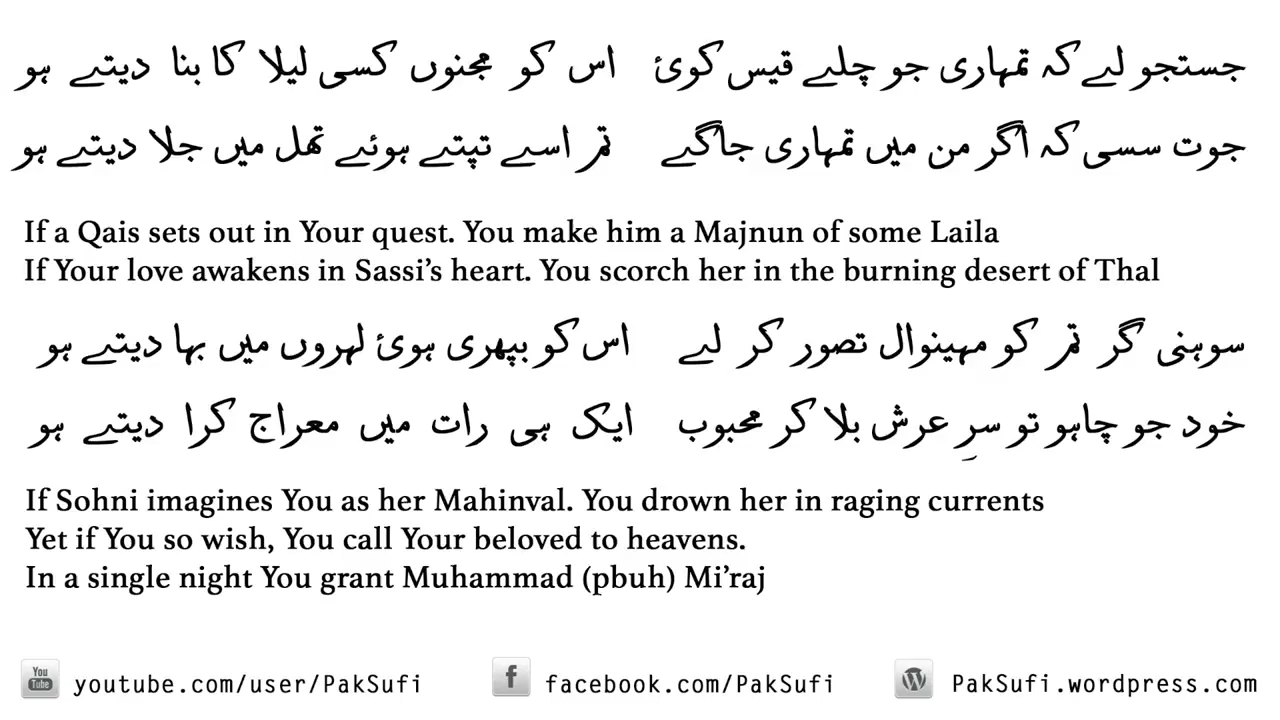 جستجو لے کہ تمہاری جو چلے قیس کوئ اس کو مجنوں کسی لیلا کا بنا دیتے ہو
جوت سسی کہ اگر من میں تمہاری جاگے تم اسے تپتے ہوئے تھل میں جلا دیتے ہو
If a Qais sets out in Your quest. You make him a Majnun of some Laila
If Your love awakens in Sassi’s heart. You scorch her in the burning desert of Thal
سوہنی گر تم کو مہینوال تصور کر لے اس کو بپھری ہوئ لہروں میں بہا دیتے ہو
خود جو چاہو تو سرِ عرش بلا کر محبوب ایک ہی رات میں معراج کرا دیتے ہو
If Sohni imagines You as her Mahinval. You drown her in raging currents
Yet if You so wish, You call Your beloved to heavens.
In a single night You grant Muhammad (pbuh) Mi’raj
You Tube youtube.com/user/PakSufi f facebook.com/PakSufi W PakSufi.wordpress.com